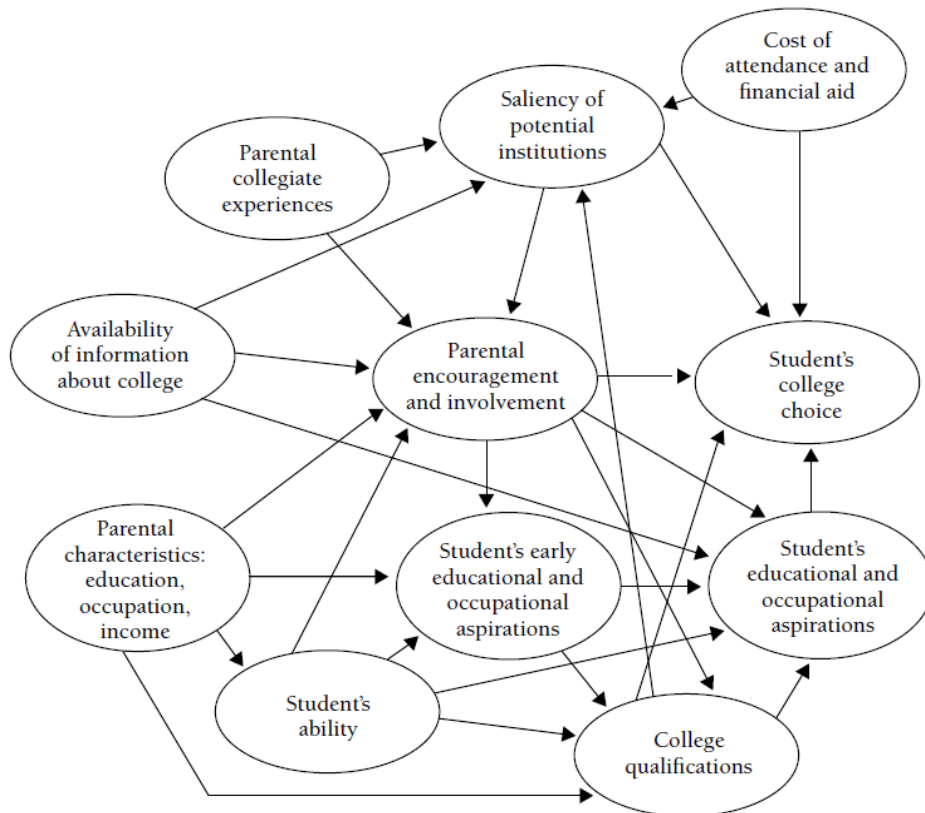 Cost of
attendance and
financial aid
Saliency of
potential
institutions
Parental
collegiate
experiences
Availability
of information
about college
Parental
encouragement
and involvement
Student’s
college
choice
Parental
characteristics:
education,
occupation,
income
Student’s early
educational and
occupational
aspirations
Student’s
educational and
occupational
aspirations
Student’s
ability
College
qualifications